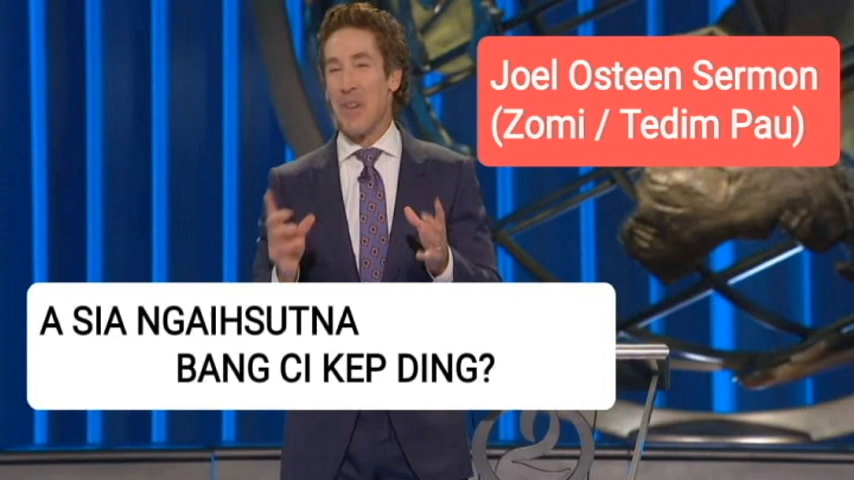 Joel Osteen Sermon
(Zomi / Tedim Pau)
A SIA NGAIHSUTNA
BANG CI KEP DING?